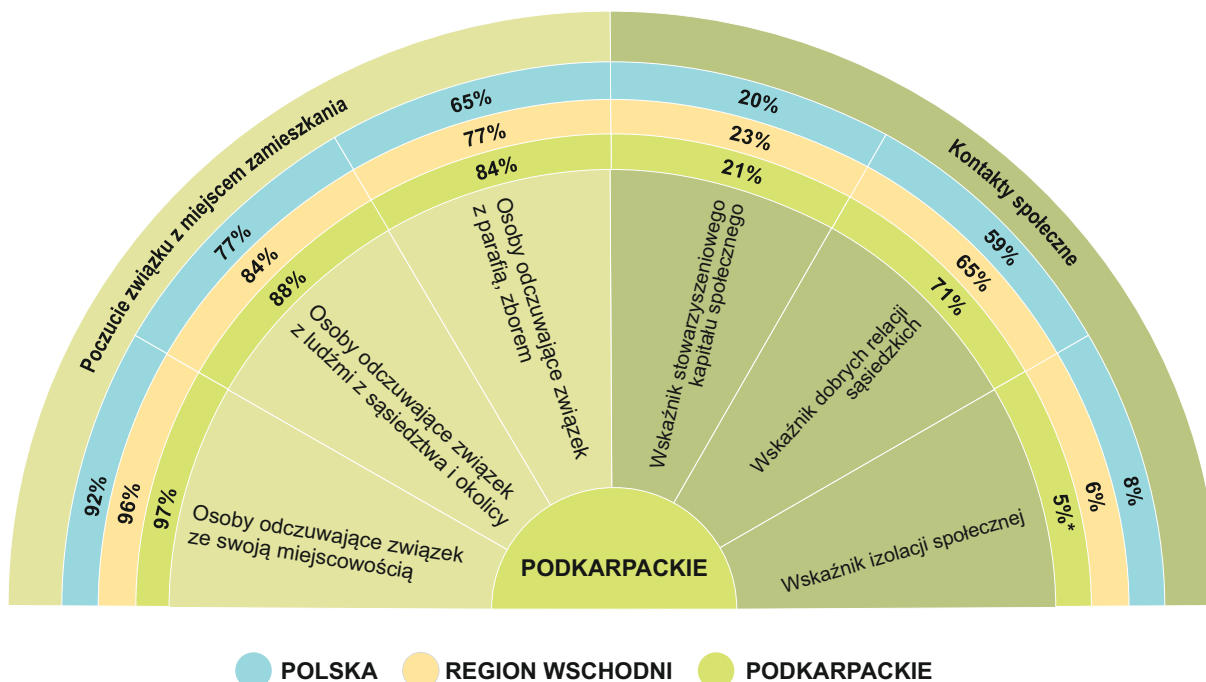 Poczucie związku z miejscem zamieszkania
Kontakty społeczne
65%
77%
84%
Osoby odczuwające związek
z parafią, zborem
77%
84%
88%
Osoby odczuwające związek
z ludźmi z sąsiedztwa i okolicy
92%
96%
97%
Osoby odczuwające związek
ze swoją miejscowością
20%
23%
21%
Wskaźnik stowarzyszeniowego
kapitału społecznego
59%
65%
71%
Wskaźnik dobrych relacji
sąsiedzkich
8%
6%
5%*
Wskaźnik izolacji społecznej
PODKARPACKIE
POLSKA
REGION WSCHODNI
PODKARPACKIE